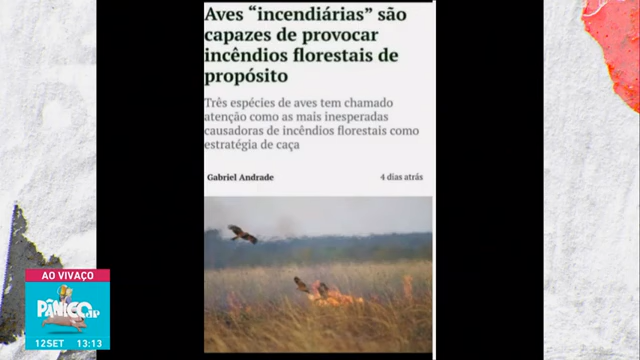 Aves “incendiárias” são
capazes de provocar
incêndios florestais de
propósito
Três espécies de aves tem chamado
atenção como as mais inesperadas
causadoras de incêndios florestais como
estratégia de caça
Gabriel Andrade 4 dias atrás
AO VIVAÇO
PÂNICO JP
12SET 13:13